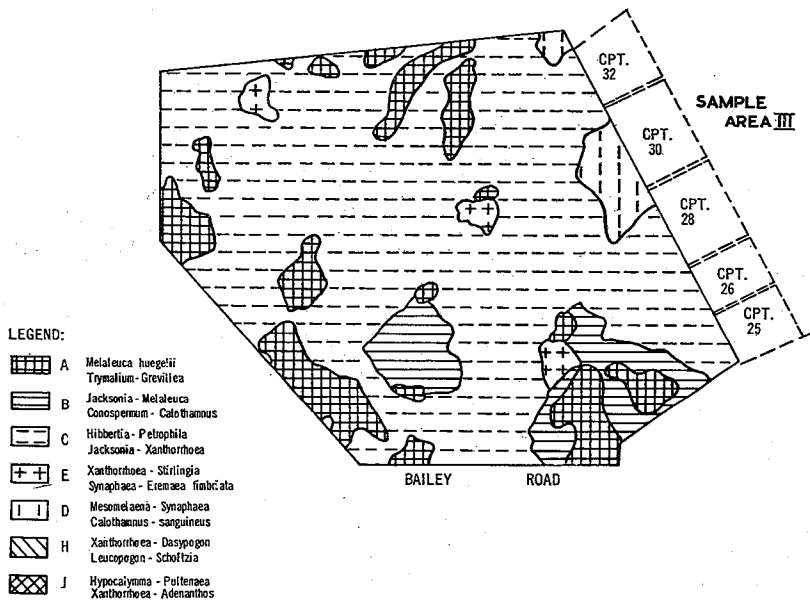 CPT.
32
SAMPLE
AREA III
CPT.
30.
CPT.
28
CPT.
26
CPT.
25
BAILEY ROAD
LEGEND:
A Melaleuca huegelii
Trymalium - Grevillea
B Jacksonia - Melaleuca
Conospermum - Calothamnus
C Hibbertia - Petrophila
Jacksonia - Xanthorrhoea
E Xanthorrhoea - Stirlingia
Synaphaea - Eremaea fimbriata
D Mesomelaena - Synaphaea
Calothamnus - sanguineus
H Xanthorrhoea - Dasypogon
Leucopogon - Scholtzia
J Hypocalymma - Pultenaea
Xanthorrhoea - Adenanthos